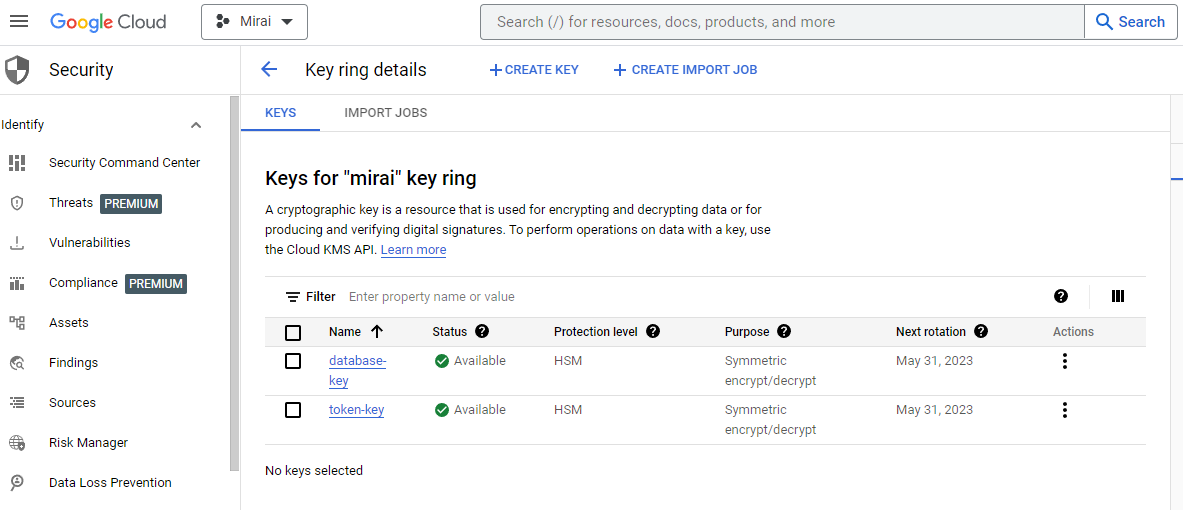 Google Cloud
Mirai
Search (/) for resources, docs, products, and more
Search
Security
Key ring details
CREATE KEY
CREATE IMPORT JOB
Identify
Security Command Center
Threats PREMIUM
Vulnerabilities
Compliance PREMIUM
Assets
Findings
Sources
Risk Manager
Data Loss Prevention
KEYS
IMPORT JOBS
Keys for "mirai" key ring
A cryptographic key is a resource that is used for encrypting and decrypting data or for
producing and verifying digital signatures. To perform operations on data with a key, use
the Cloud KMS API. Learn more
Filter Enter property name or value
Name Status Protection level Purpose Next rotation Actions
database- Available HSM Symmetric May 31, 2023
key encrypt/decrypt
token-key Available HSM Symmetric May 31, 2023
encrypt/decrypt
No keys selected